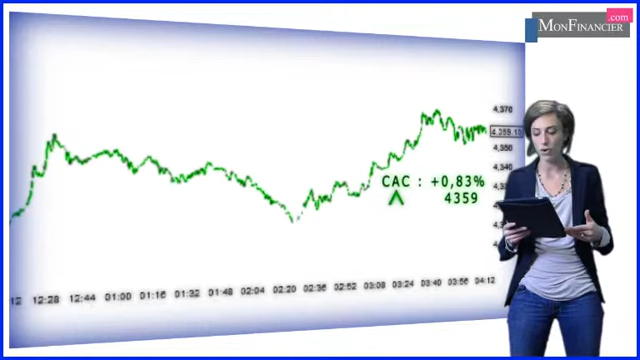 .com
MonFinancier
4,370
4,359.10
4,350
4,340
CAC : +0,83%
4359
12:28 12:44 01:00 01:16 01:32 01:48 02:04 02:20 02:36 02:52 03:08 03:24 03:40 03:56 04:12